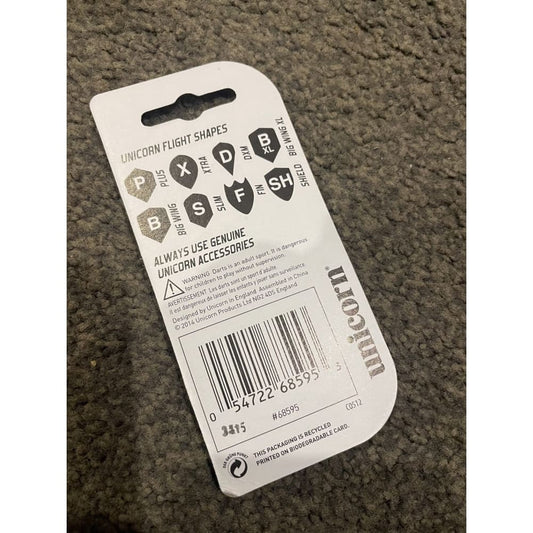 UNICORN FLIGHT SHAPES
P PLUS X XTRA D DXM B XL BIG WING XL
B BIG WING S SLIM F FIN SH SHIELD
ALWAYS USE GENUINE
UNICORN ACCESSORIES
WARNING. Darts is an adult sport. It is dangerous
for children to play without supervision.
AVERTISSEMENT Les darts sont un sport d'adulte.
Il est dangereux de laisser les enfants y jouer sans surveillance.
Designed by Unicorn in England. Assembled in China
© 2014 Unicorn Products Ltd NG2 4DS England
unicorn
0 54722 68595
#68595
C0512
THIS PACKAGING IS RECYCLED
PRINTED ON BIODEGRADABLE CARD.
DER GRÜNE PUNKT